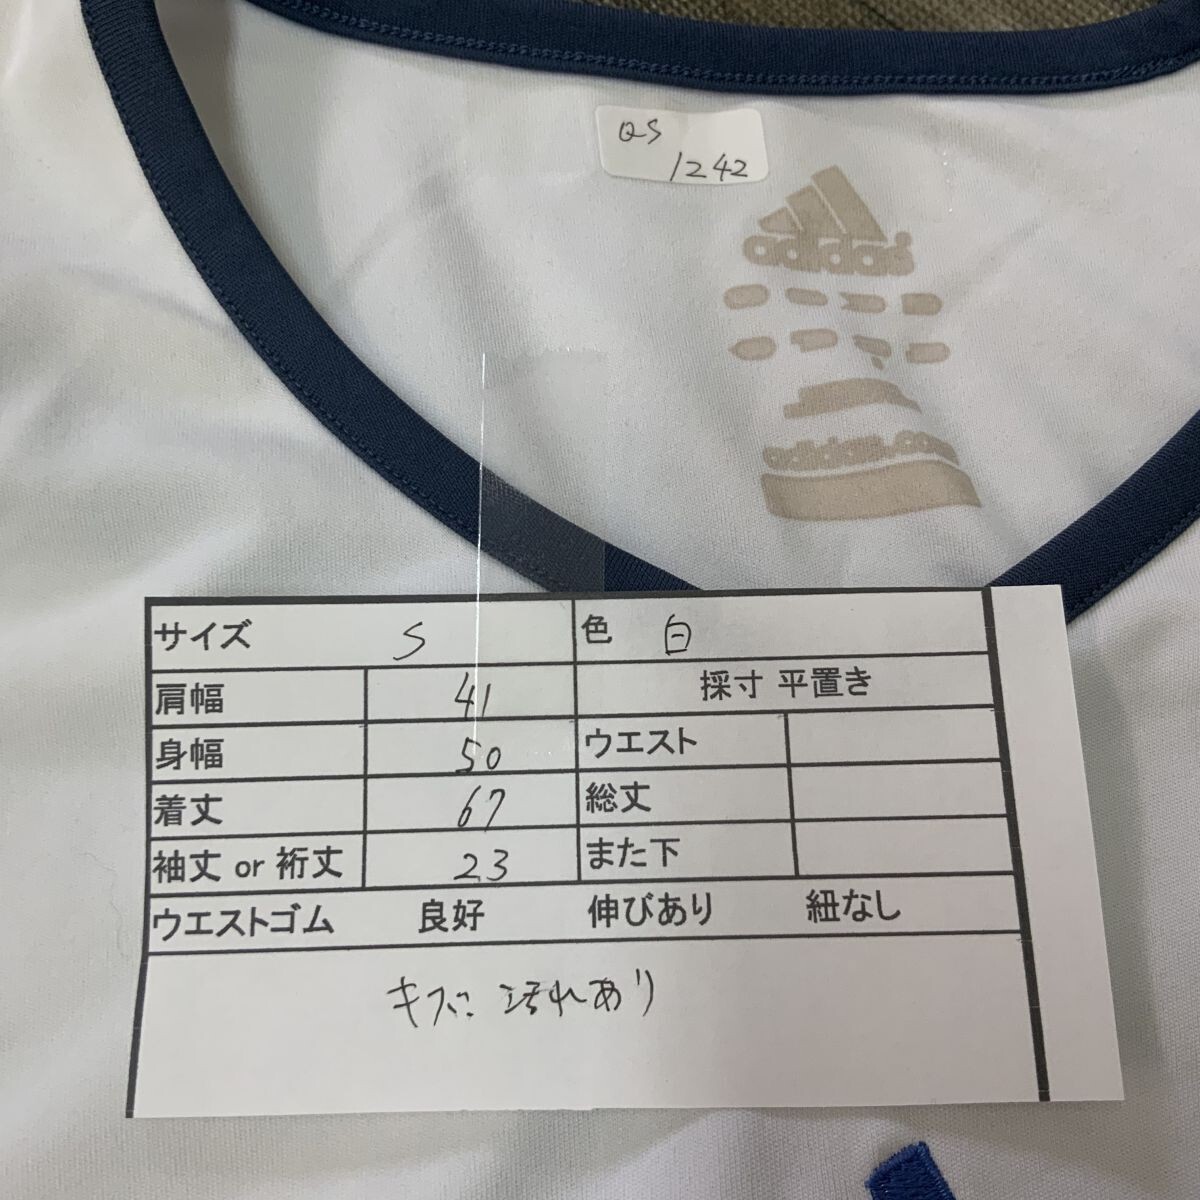 QS
1242
adidas
adidas.com
サイズ S 色 白
肩幅 41 採寸 平置き
身幅 50 ウエスト
着丈 67 総丈
袖丈 or 裄丈 23 また下
ウエストゴム 良好 伸びあり 紐なし
キズ、汚れあり